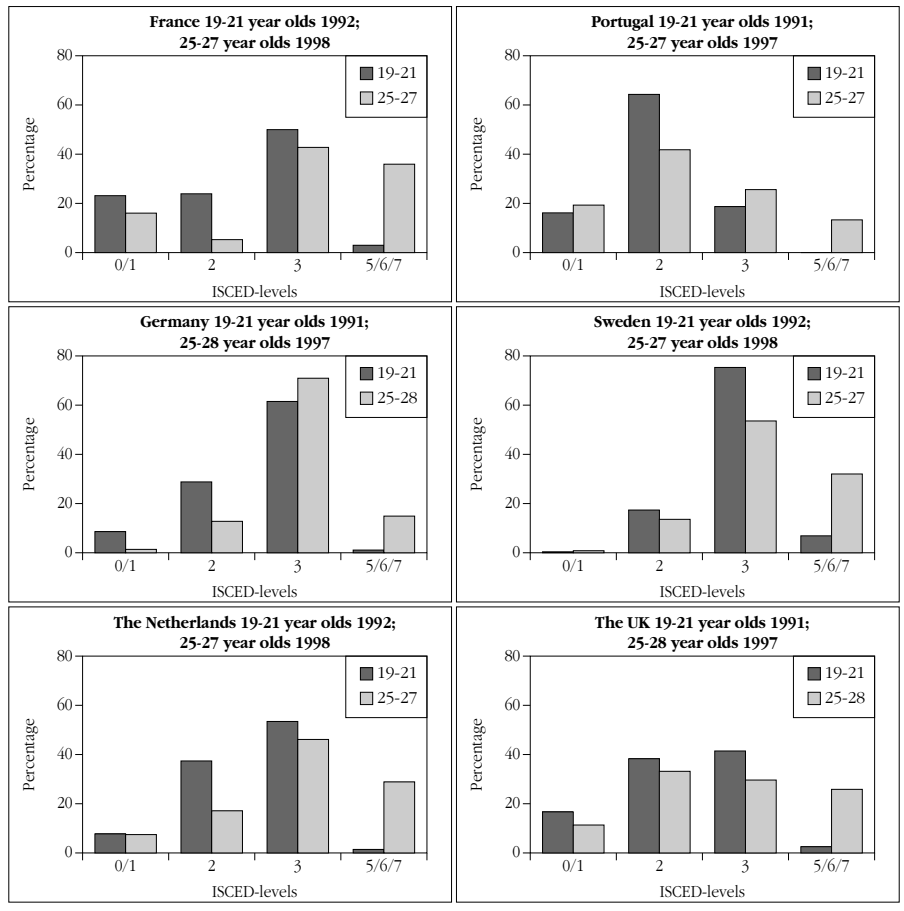 France 19-21 year olds 1992;
25-27 year olds 1998
80
60
40
20
0
Percentage
19-21
25-27
0/1 2 3 5/6/7
ISCED-levels
Portugal 19-21 year olds 1991;
25-27 year olds 1997
80
60
40
20
0
Percentage
19-21
25-27
0/1 2 3 5/6/7
ISCED-levels
Germany 19-21 year olds 1991;
25-28 year olds 1997
80
60
40
20
0
Percentage
19-21
25-28
0/1 2 3 5/6/7
ISCED-levels
Sweden 19-21 year olds 1992;
25-27 year olds 1998
80
60
40
20
0
Percentage
19-21
25-27
0/1 2 3 5/6/7
ISCED-levels
The Netherlands 19-21 year olds 1992;
25-27 year olds 1998
80
60
40
20
0
Percentage
19-21
25-27
0/1 2 3 5/6/7
ISCED-levels
The UK 19-21 year olds 1991;
25-28 year olds 1997
80
60
40
20
0
Percentage
19-21
25-28
0/1 2 3 5/6/7
ISCED-levels